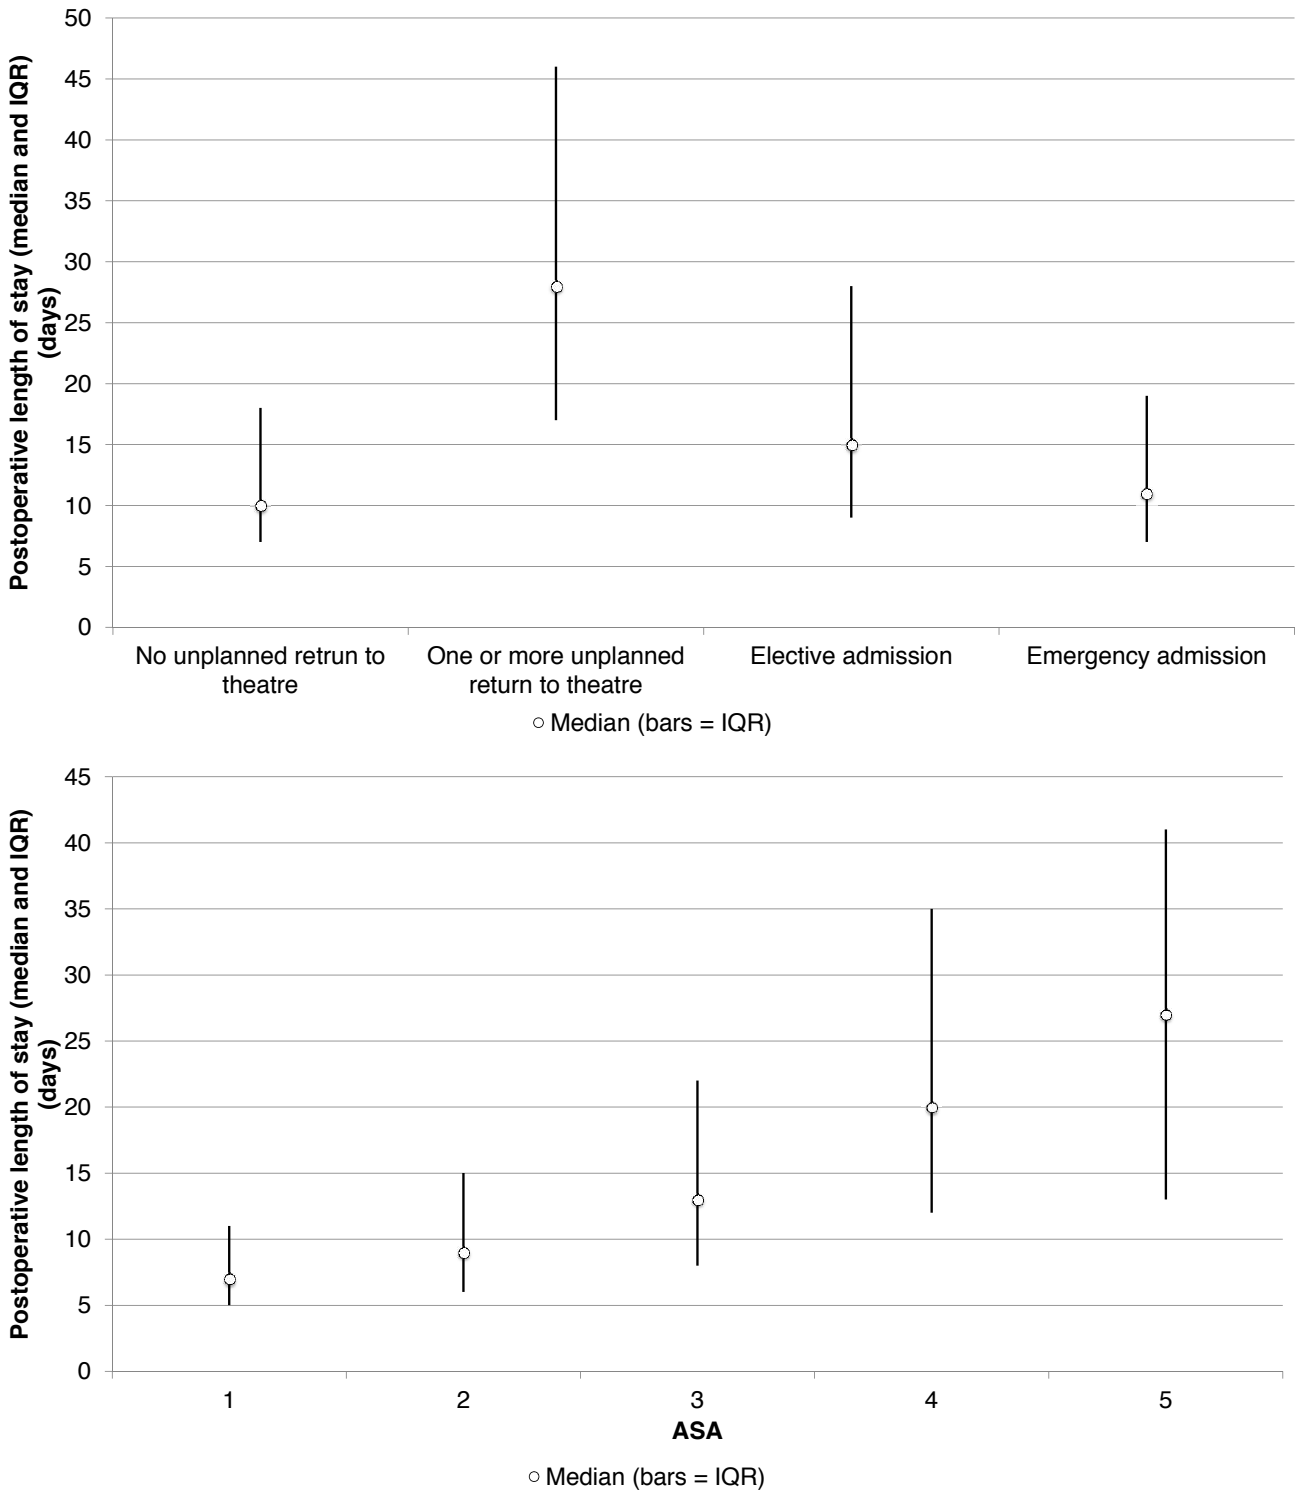 Postoperative length of stay (median and IQR)
(days)
50
45
40
35
30
25
20
15
10
5
0
No unplanned retrun to
theatre
One or more unplanned
return to theatre
Elective admission
Emergency admission
Median (bars = IQR)
Postoperative length of stay (median and IQR)
(days)
45
40
35
30
25
20
15
10
5
0
1 2 3 4 5
ASA
Median (bars = IQR)